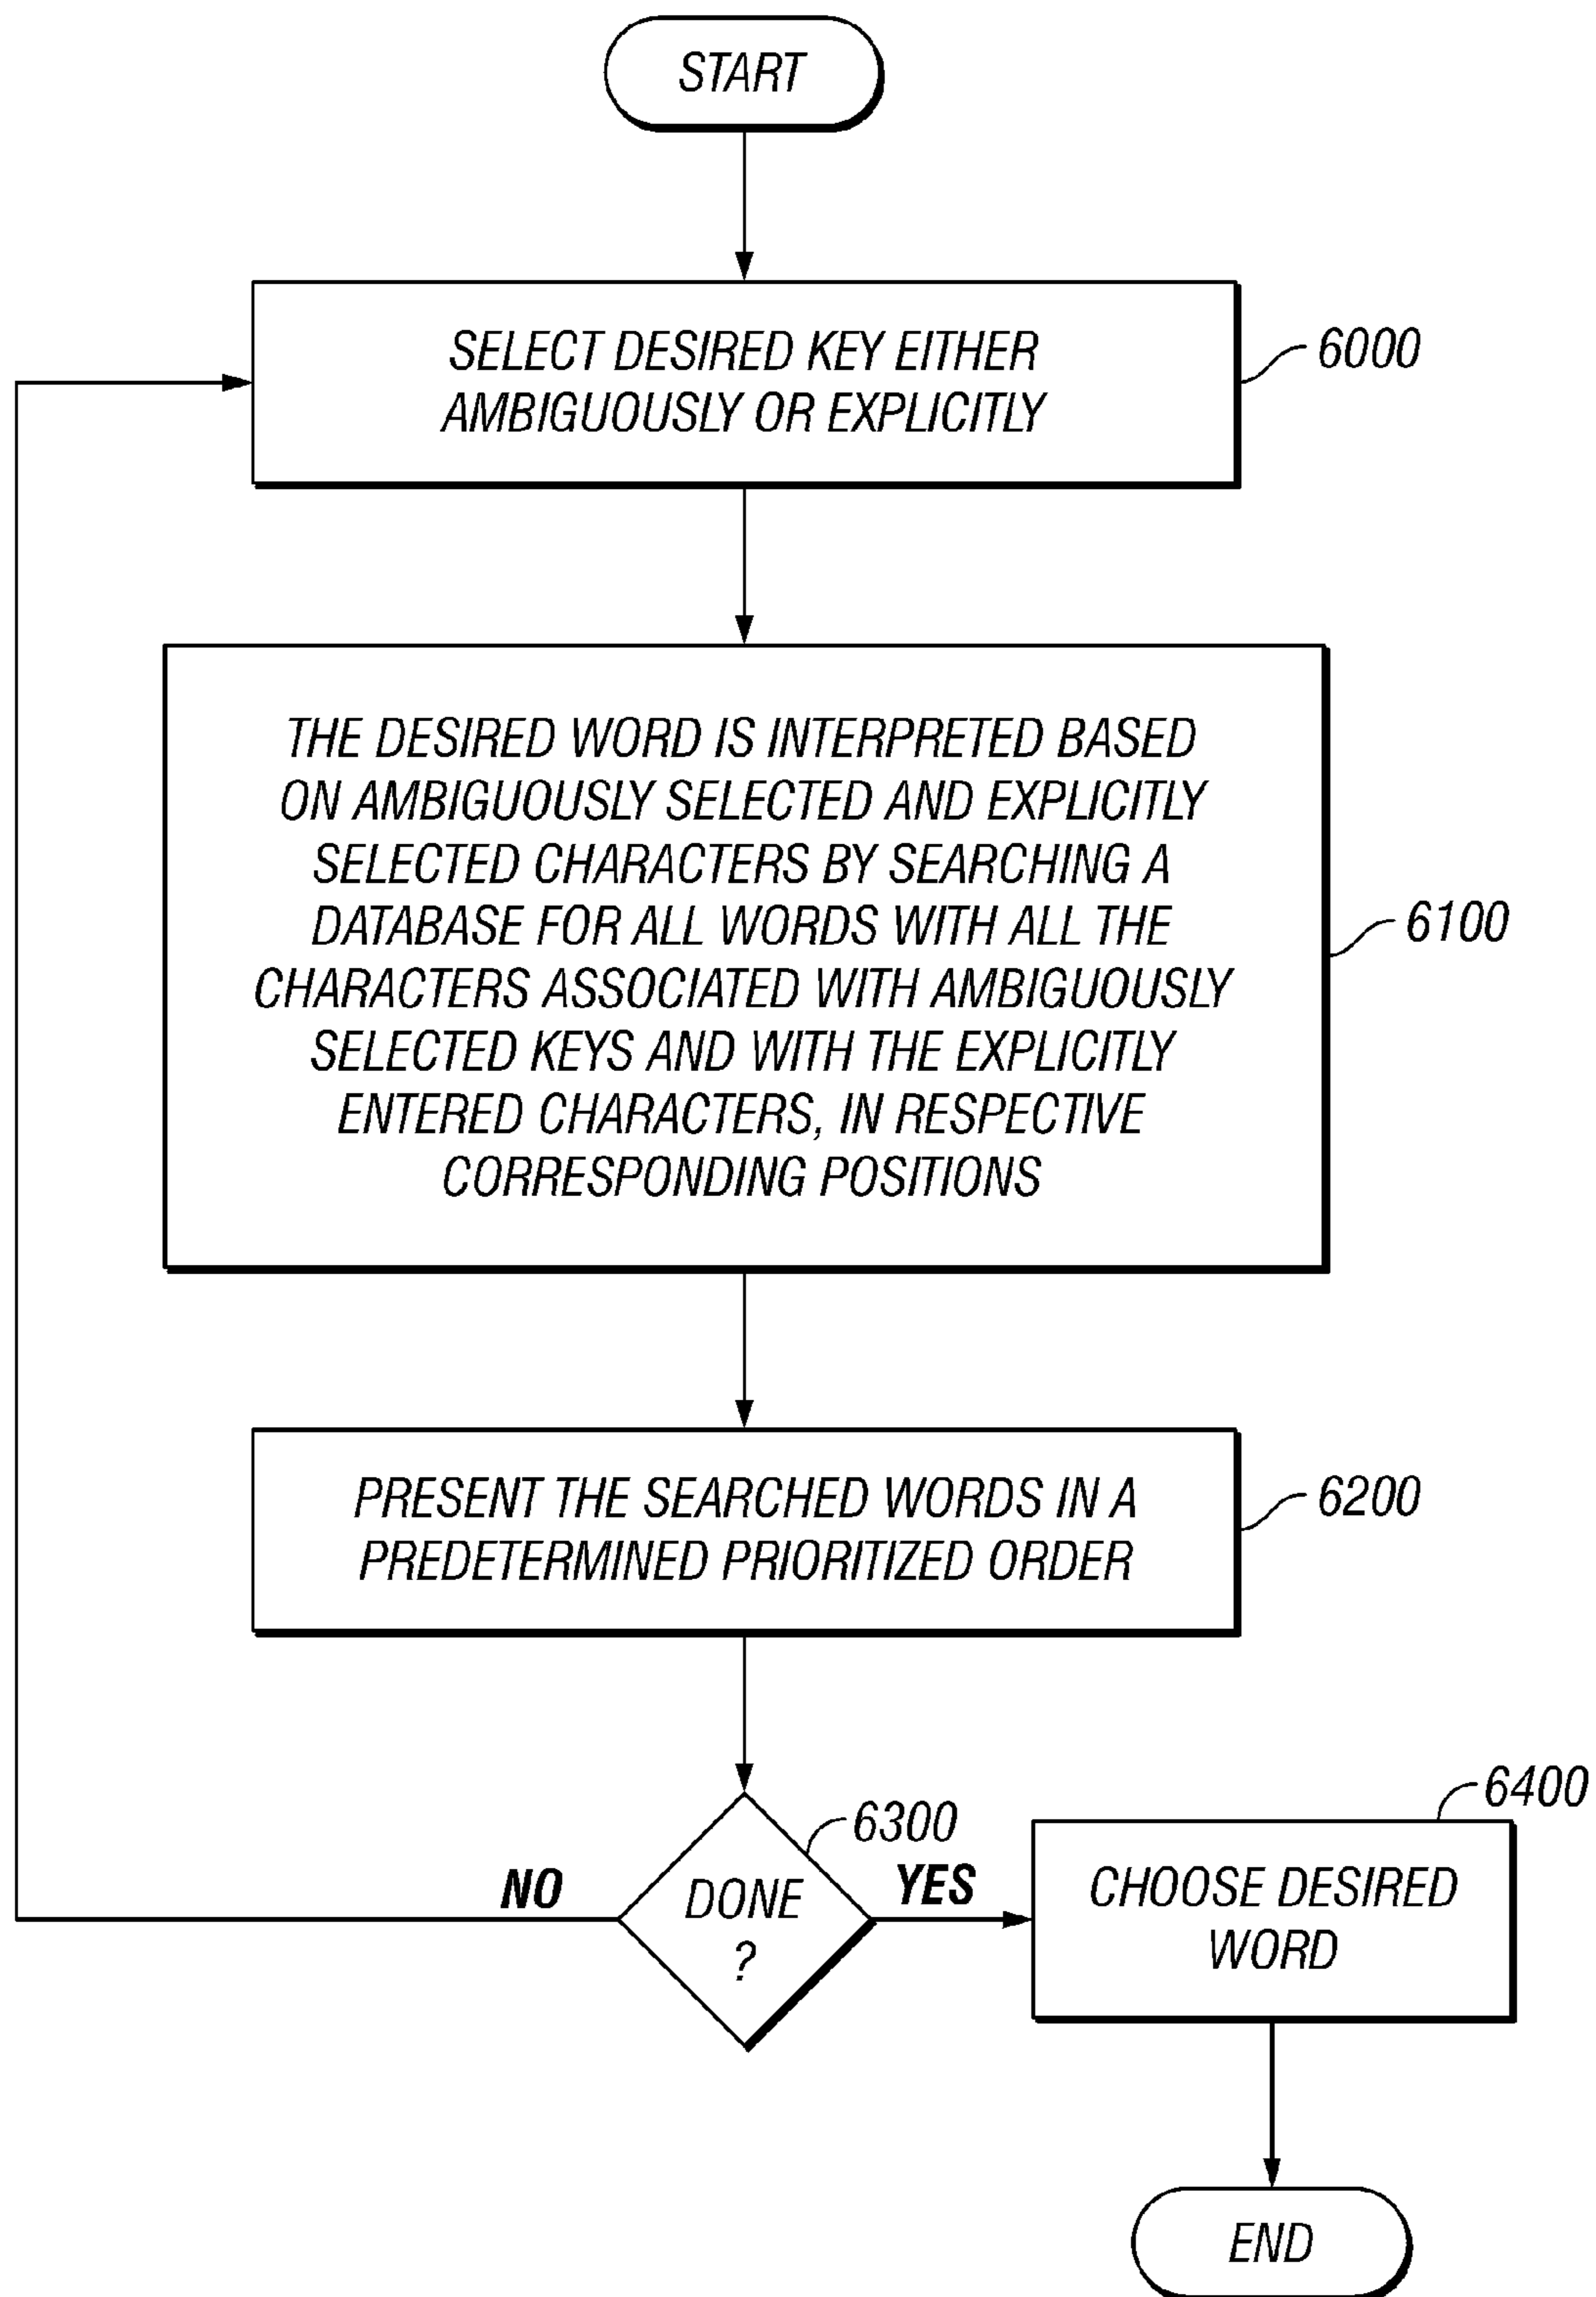 START
SELECT DESIRED KEY EITHER
AMBIGUOUSLY OR EXPLICITLY
6000
THE DESIRED WORD IS INTERPRETED BASED
ON AMBIGUOUSLY SELECTED AND EXPLICITLY
SELECTED CHARACTERS BY SEARCHING A
DATABASE FOR ALL WORDS WITH ALL THE
CHARACTERS ASSOCIATED WITH AMBIGUOUSLY
SELECTED KEYS AND WITH THE EXPLICITLY
ENTERED CHARACTERS, IN RESPECTIVE
CORRESPONDING POSITIONS
6100
PRESENT THE SEARCHED WORDS IN A
PREDETERMINED PRIORITIZED ORDER
6200
DONE
?
6300
NO
YES
CHOOSE DESIRED
WORD
6400
END